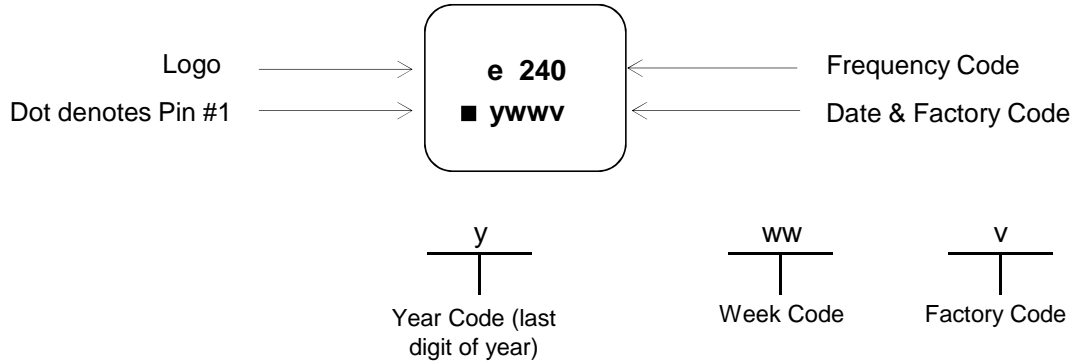 e 240
Logo
Frequency Code
■ ywwv
Dot denotes Pin #1
Date & Factory Code
y
ww
v
Year Code (last
digit of year)
Week Code
Factory Code